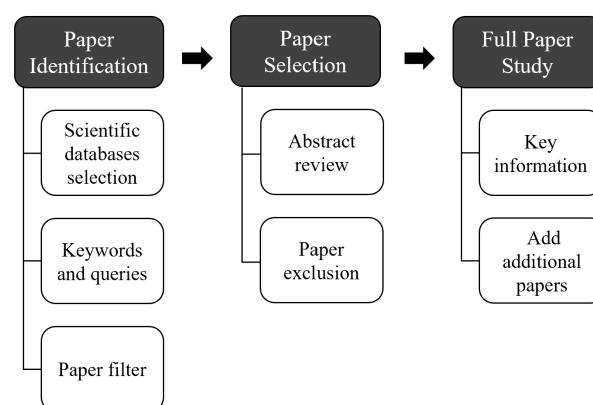 Paper
Identification
Paper
Selection
Full Paper
Study
Scientific
databases
selection
Keywords
and queries
Paper filter
Abstract
review
Paper
exclusion
Key
information
Add
additional
papers